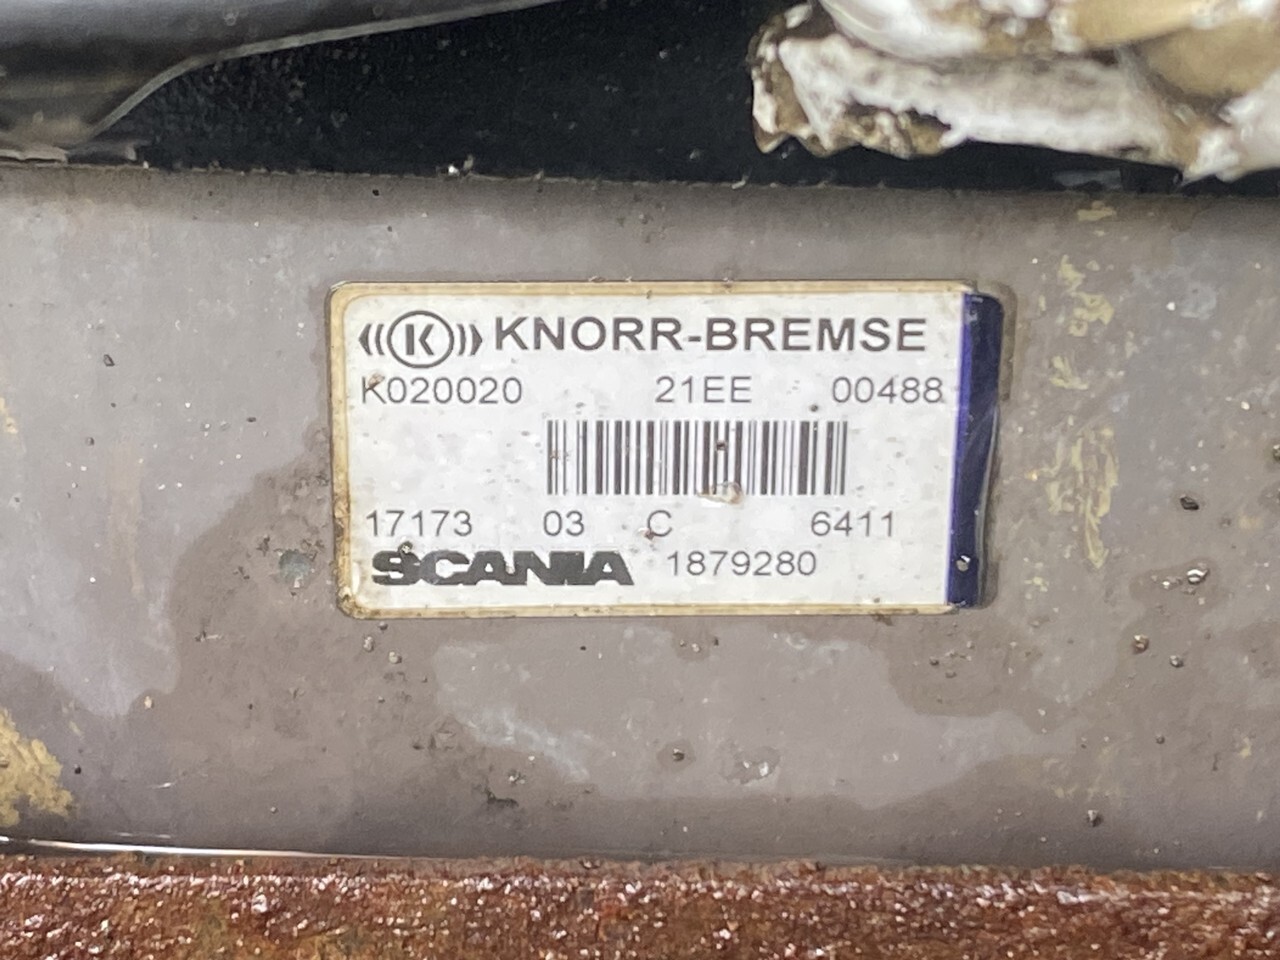 K KNORR-BREMSE
K020020 21EE 00488
17173 03 C 6411
SCANIA 1879280